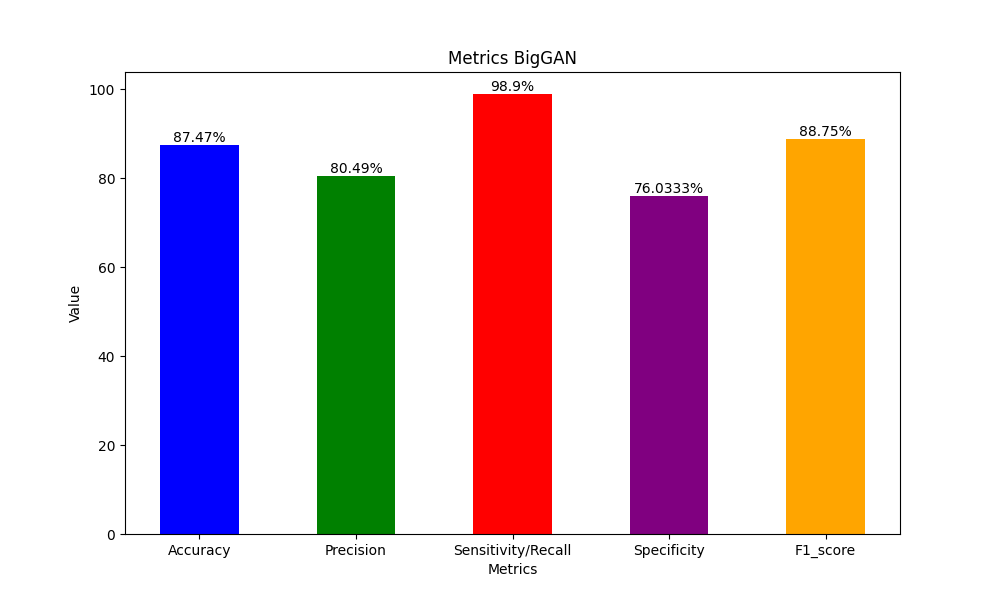 Metrics BigGAN
100
80
60
40
20
0
Value
87.47%
80.49%
98.9%
76.0333%
88.75%
Accuracy
Precision
Sensitivity/Recall
Specificity
F1_score
Metrics